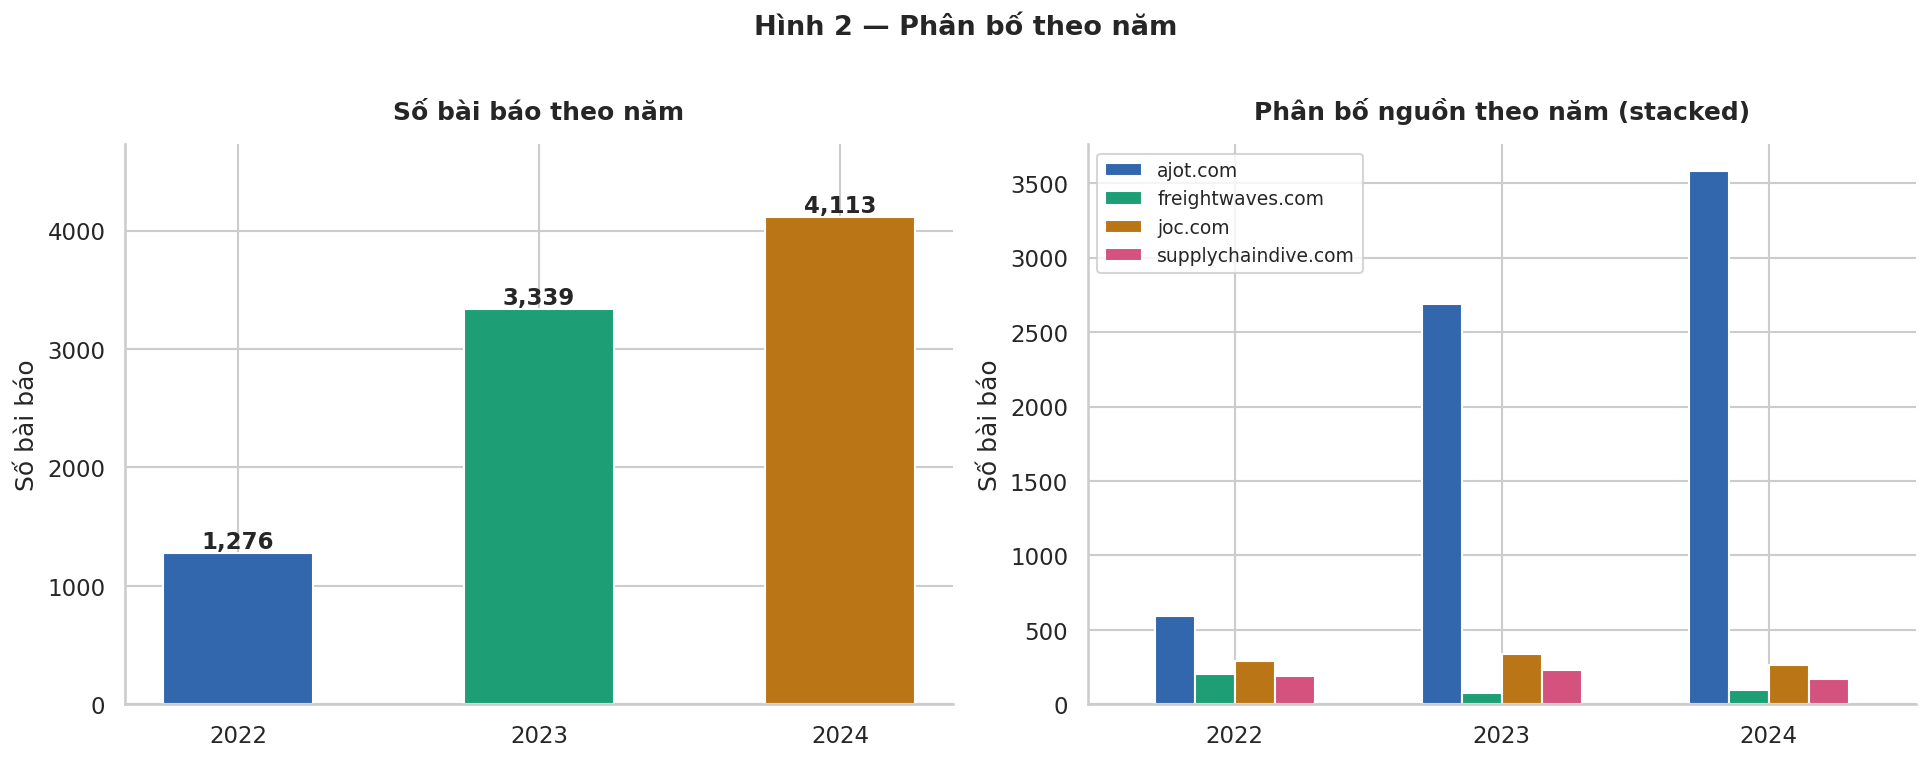 Hình 2 — Phân bố theo năm
Số bài báo theo năm
Số bài báo
4000
3000
2000
1000
0
1,276
3,339
4,113
2022
2023
2024
Phân bố nguồn theo năm (stacked)
Số bài báo
3500
3000
2500
2000
1500
1000
500
0
ajot.com
freightwaves.com
joc.com
supplychaindive.com
2022
2023
2024